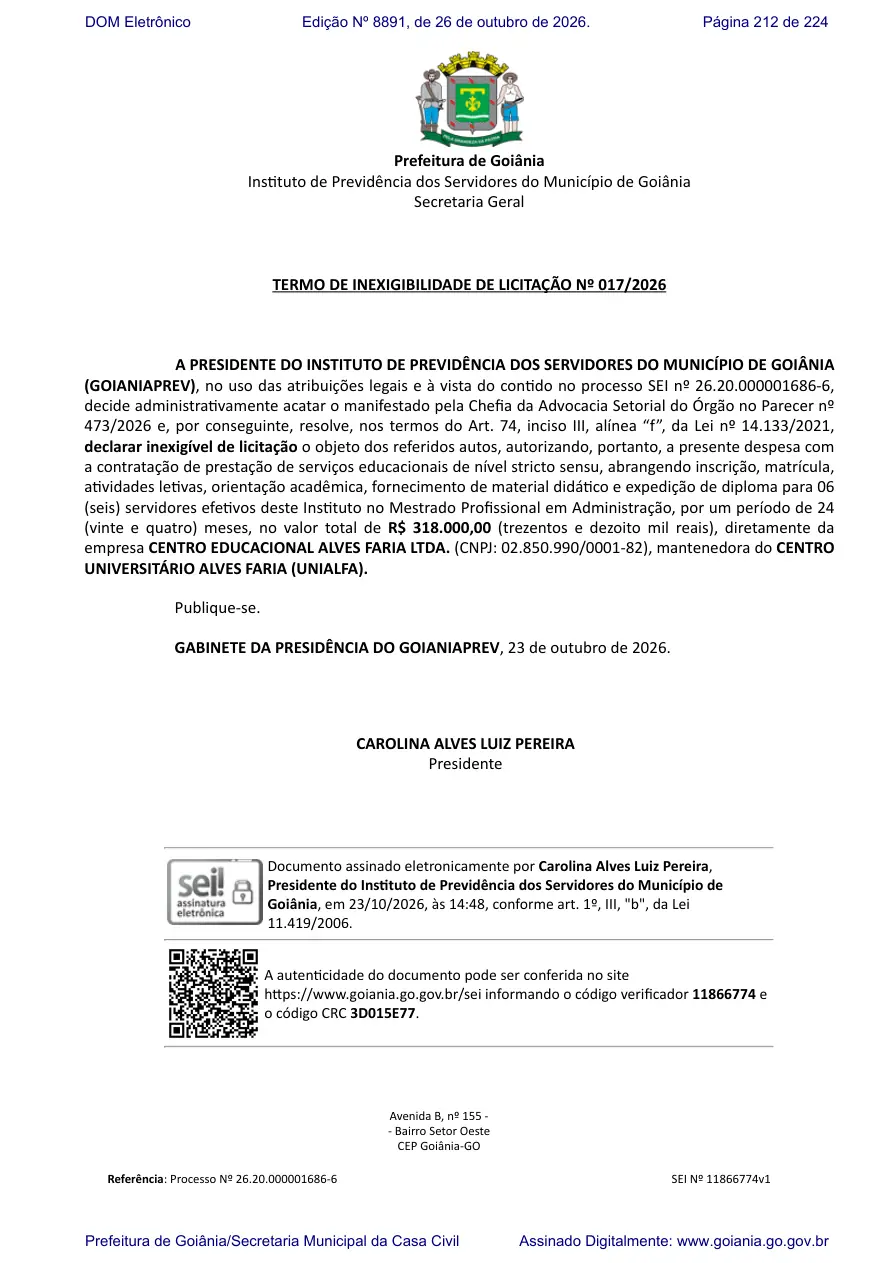 DOM Eletrônico Edição Nº 8891, de 26 de outubro de 2026. Página 212 de 224
PELA GRANDEZA DA PÁTRIA
Prefeitura de Goiânia
Instituto de Previdência dos Servidores do Município de Goiânia
Secretaria Geral
TERMO DE INEXIGIBILIDADE DE LICITAÇÃO Nº 017/2026
A PRESIDENTE DO INSTITUTO DE PREVIDÊNCIA DOS SERVIDORES DO MUNICÍPIO DE GOIÂNIA
(GOIANIAPREV), no uso das atribuições legais e à vista do contido no processo SEI nº 26.20.000001686-6,
decide administrativamente acatar o manifestado pela Chefia da Advocacia Setorial do Órgão no Parecer nº
473/2026 e, por conseguinte, resolve, nos termos do Art. 74, inciso III, alínea “f”, da Lei nº 14.133/2021,
declarar inexigível de licitação o objeto dos referidos autos, autorizando, portanto, a presente despesa com
a contratação de prestação de serviços educacionais de nível stricto sensu, abrangendo inscrição, matrícula,
atividades letivas, orientação acadêmica, fornecimento de material didático e expedição de diploma para 06
(seis) servidores efetivos deste Instituto no Mestrado Profissional em Administração, por um período de 24
(vinte e quatro) meses, no valor total de R$ 318.000,00 (trezentos e dezoito mil reais), diretamente da
empresa CENTRO EDUCACIONAL ALVES FARIA LTDA. (CNPJ: 02.850.990/0001-82), mantenedora do CENTRO
UNIVERSITÁRIO ALVES FARIA (UNIALFA).
Publique-se.
GABINETE DA PRESIDÊNCIA DO GOIANIAPREV, 23 de outubro de 2026.
CAROLINA ALVES LUIZ PEREIRA
Presidente
sei!
assinatura
eletrônica
Documento assinado eletronicamente por Carolina Alves Luiz Pereira,
Presidente do Instituto de Previdência dos Servidores do Município de
Goiânia, em 23/10/2026, às 14:48, conforme art. 1º, III, "b", da Lei
11.419/2006.
A autenticidade do documento pode ser conferida no site
https://www.goiania.go.gov.br/sei informando o código verificador 11866774 e
o código CRC 3D015E77.
Avenida B, nº 155 -
- Bairro Setor Oeste
CEP Goiânia-GO
Referência: Processo Nº 26.20.000001686-6 SEI Nº 11866774v1
Prefeitura de Goiânia/Secretaria Municipal da Casa Civil Assinado Digitalmente: www.goiania.go.gov.br